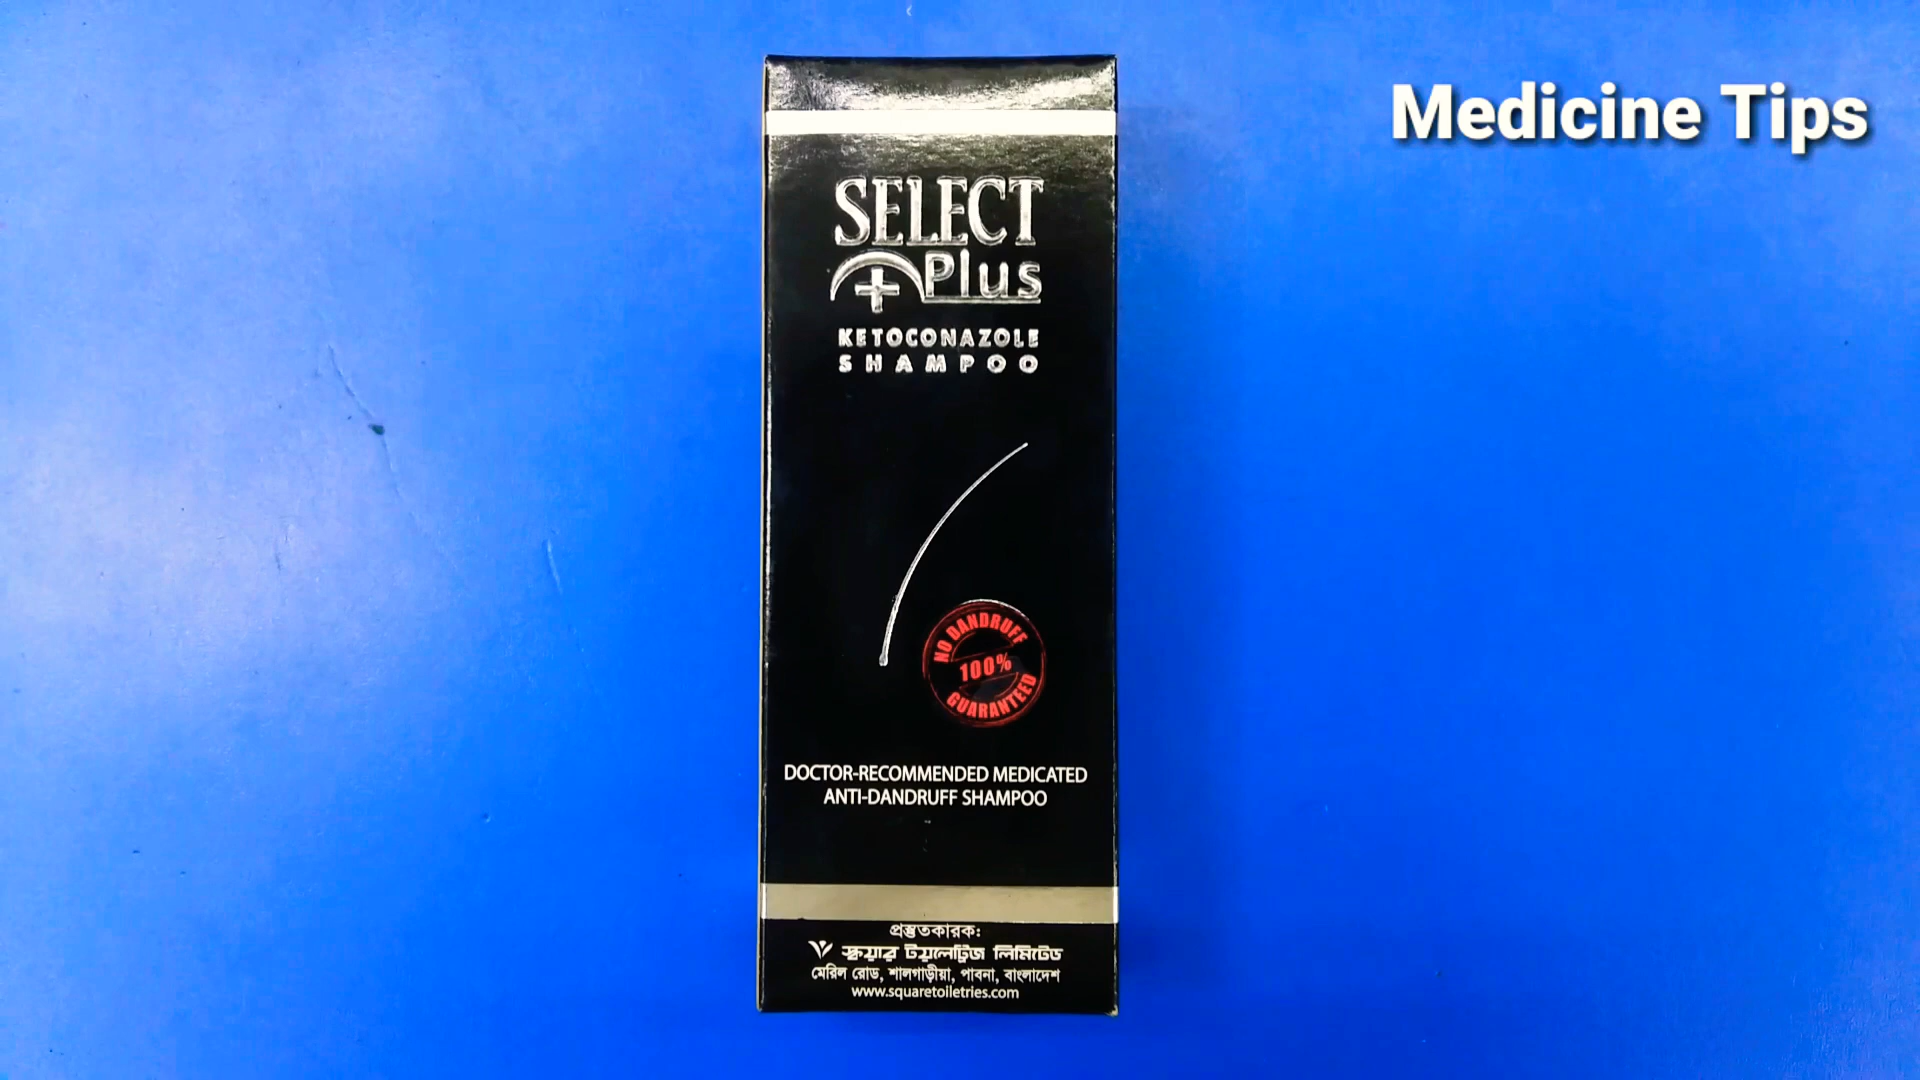 Medicine Tips
SELECT
Plus
KETOCONAZOLE
SHAMPOO
NO DANDRUFF
100%
GUARANTEED
DOCTOR-RECOMMENDED MEDICATED
ANTI-DANDRUFF SHAMPOO
প্রস্তুতকারক:
স্কয়ার টয়লেট্রিজ লিমিটেড
মেরিল রোড, শালগাড়ীয়া, পাবনা, বাংলাদেশ
www.squaretoiletries.com